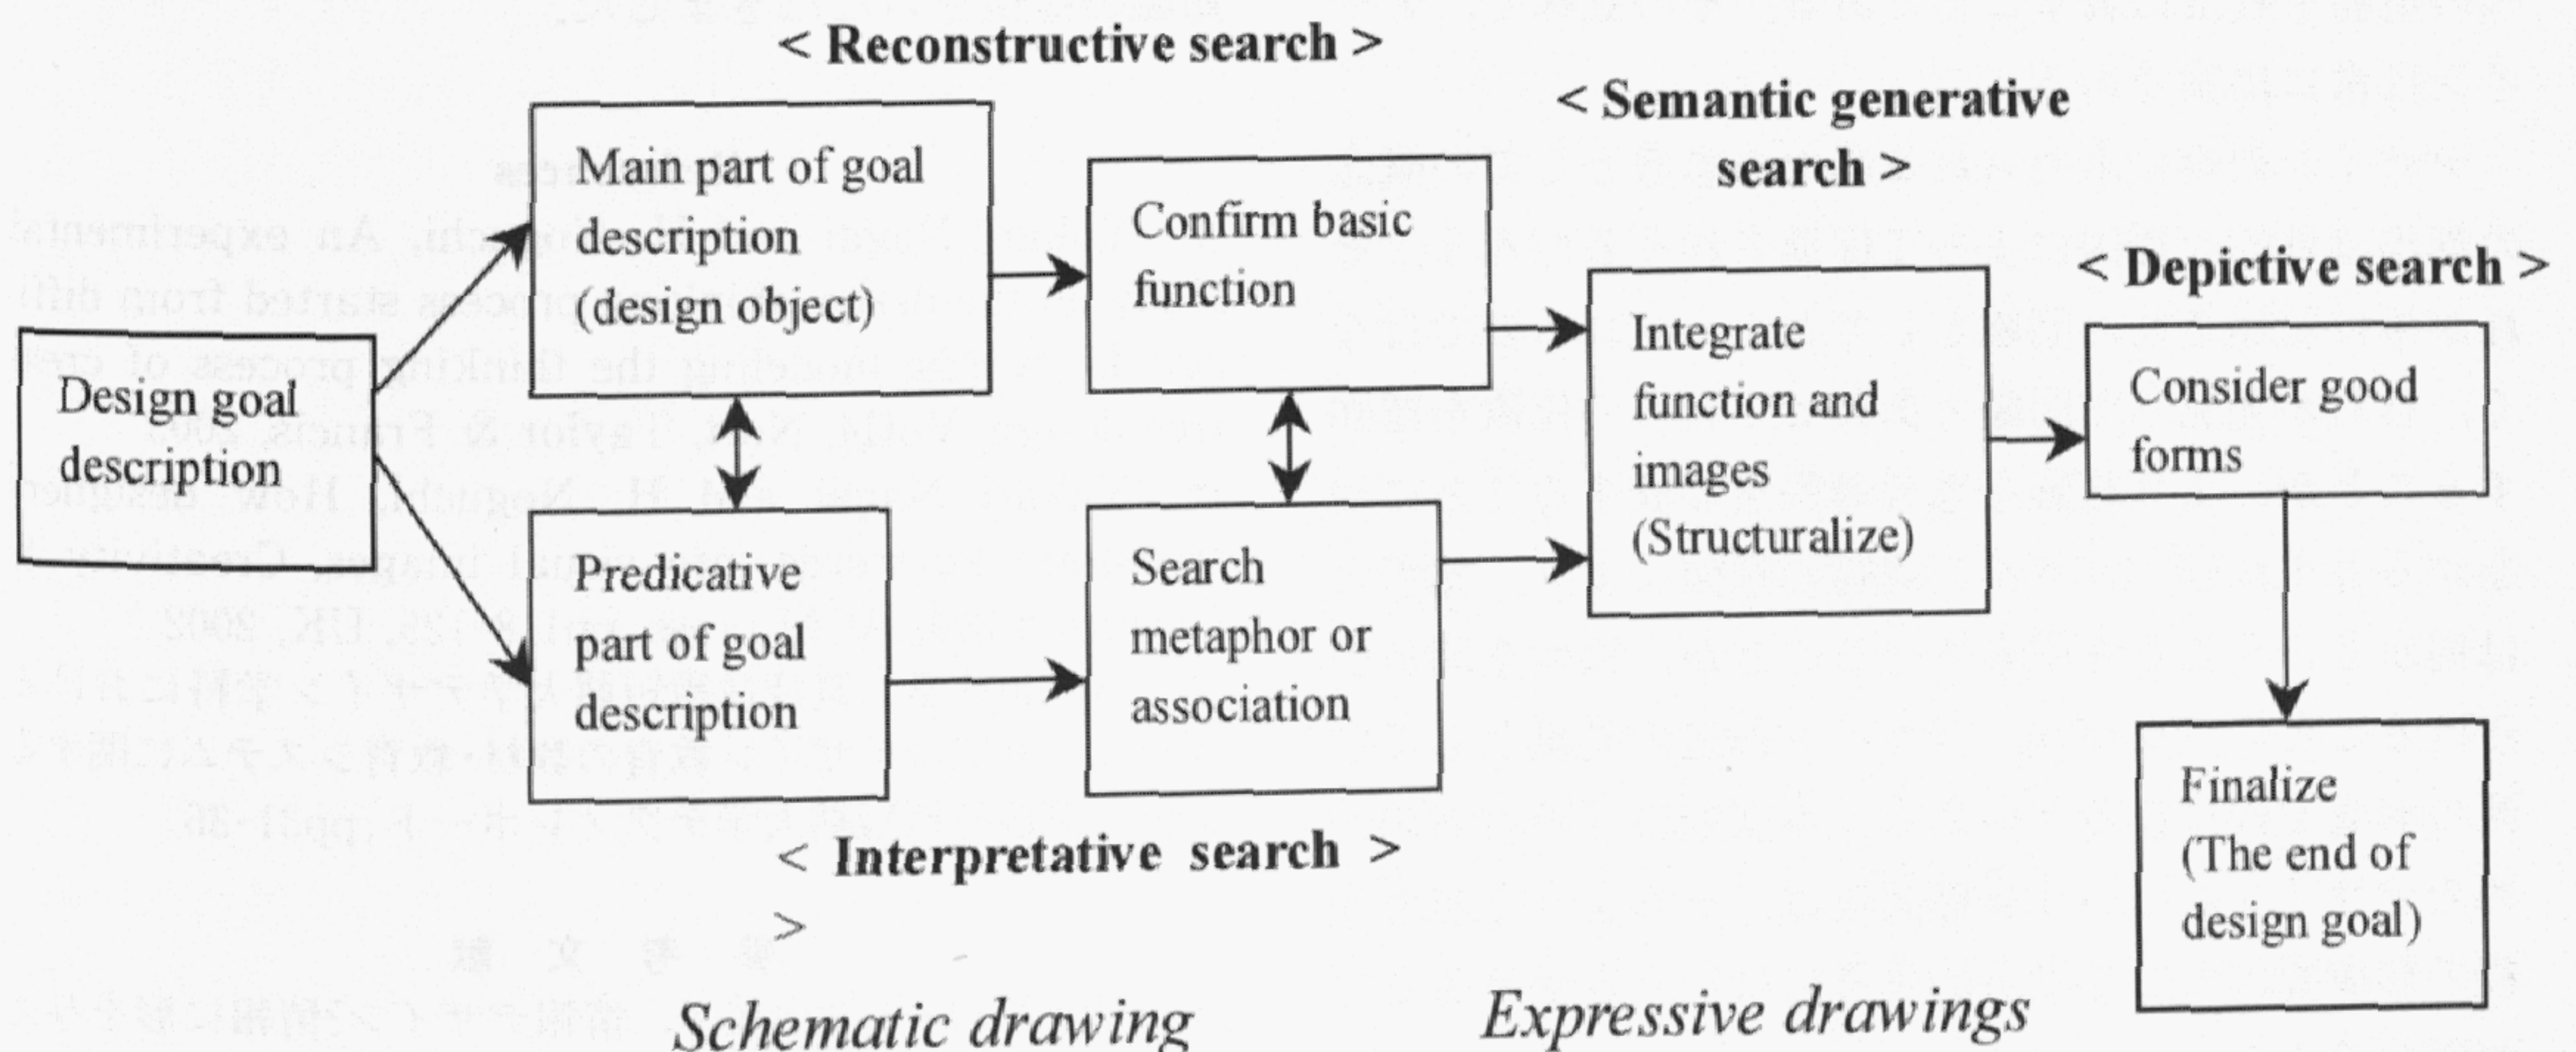 < Reconstructive search >
< Semantic generative
search >
< Depictive search >
Main part of goal
description
(design object)
Confirm basic
function
Design goal
description
Integrate
function and
images
(Structuralize)
Consider good
forms
Predicative
part of goal
description
Search
metaphor or
association
Finalize
(The end of
design goal)
< Interpretative search >
>
Schematic drawing
Expressive drawings